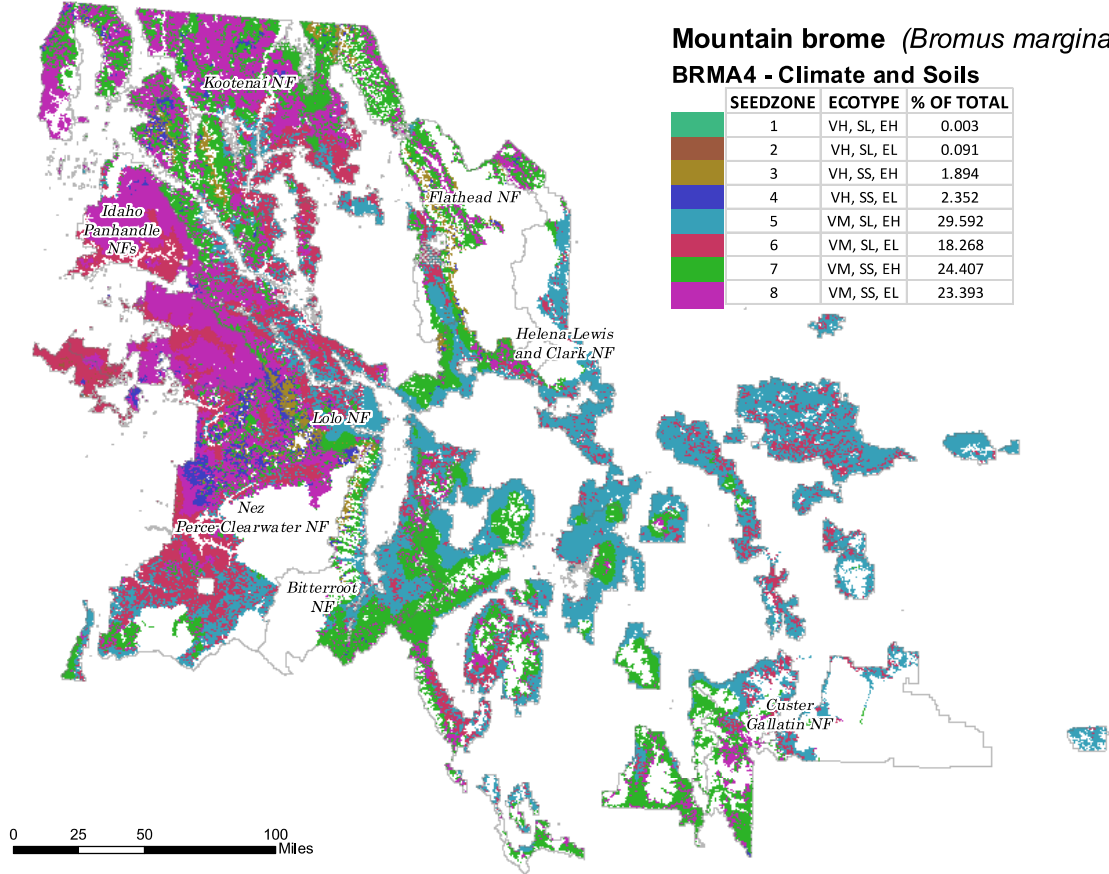 Mountain brome (Bromus margina
BRMA4 - Climate and Soils
SEEDZONE ECOTYPE % OF TOTAL
1 VH, SL, EH 0.003
2 VH, SL, EL 0.091
3 VH, SS, EH 1.894
4 VH, SS, EL 2.352
5 VM, SL, EH 29.592
6 VM, SL, EL 18.268
7 VM, SS, EH 24.407
8 VM, SS, EL 23.393
Kootenai NF
Flathead NF
Idaho
Panhandle
NFs
Helena-Lewis
and Clark NF
Lolo NF
Nez
Perce-Clearwater NF
Bitterroot
NF
Custer
Gallatin NF
0 25 50 100
Miles